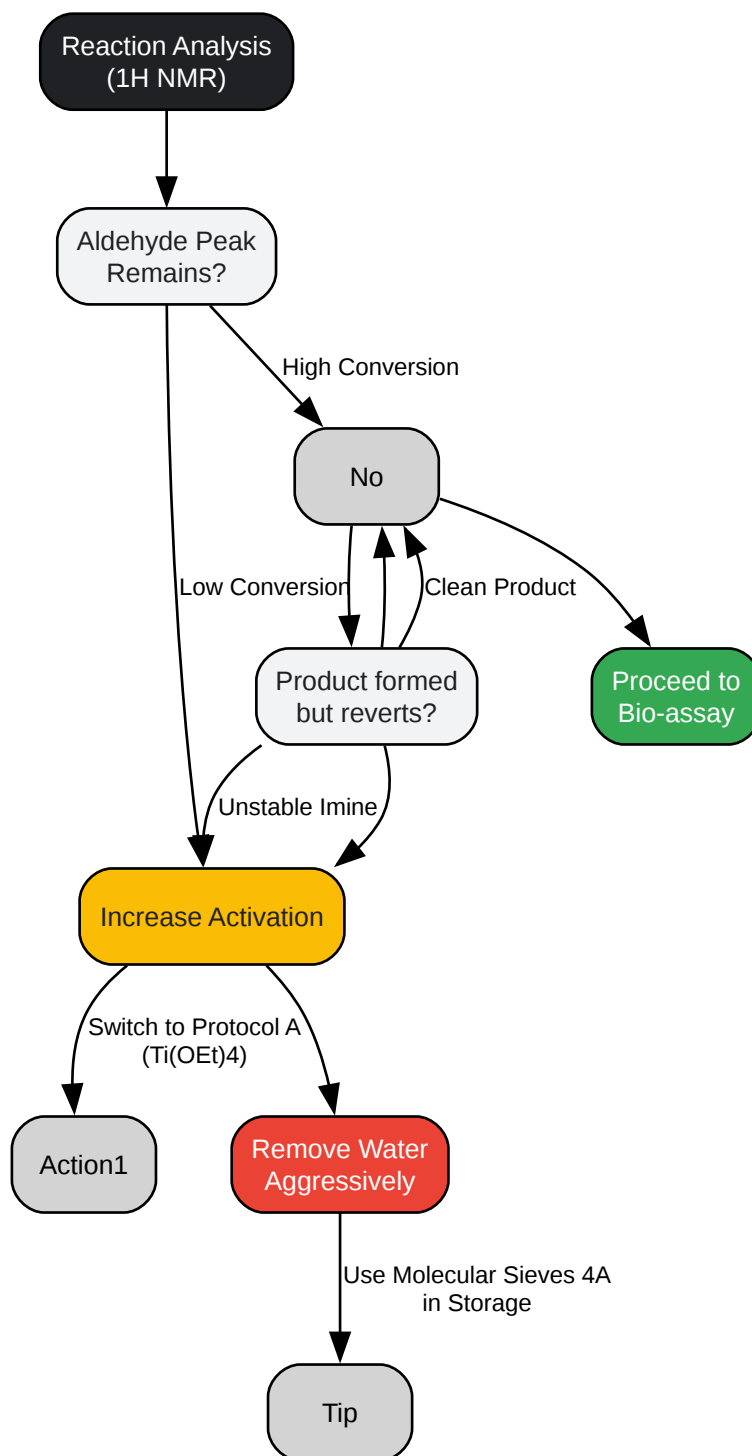 Reaction Analysis
(1H NMR)
Aldehyde Peak
Remains?
High Conversion
No
Low Conversion
Clean Product
Product formed
but reverts?
Proceed to
Bio-assay
Unstable Imine
Increase Activation
Switch to Protocol A
(Ti(OEt)4)
Action1
Remove Water
Aggressively
Use Molecular Sieves 4A
in Storage
Tip